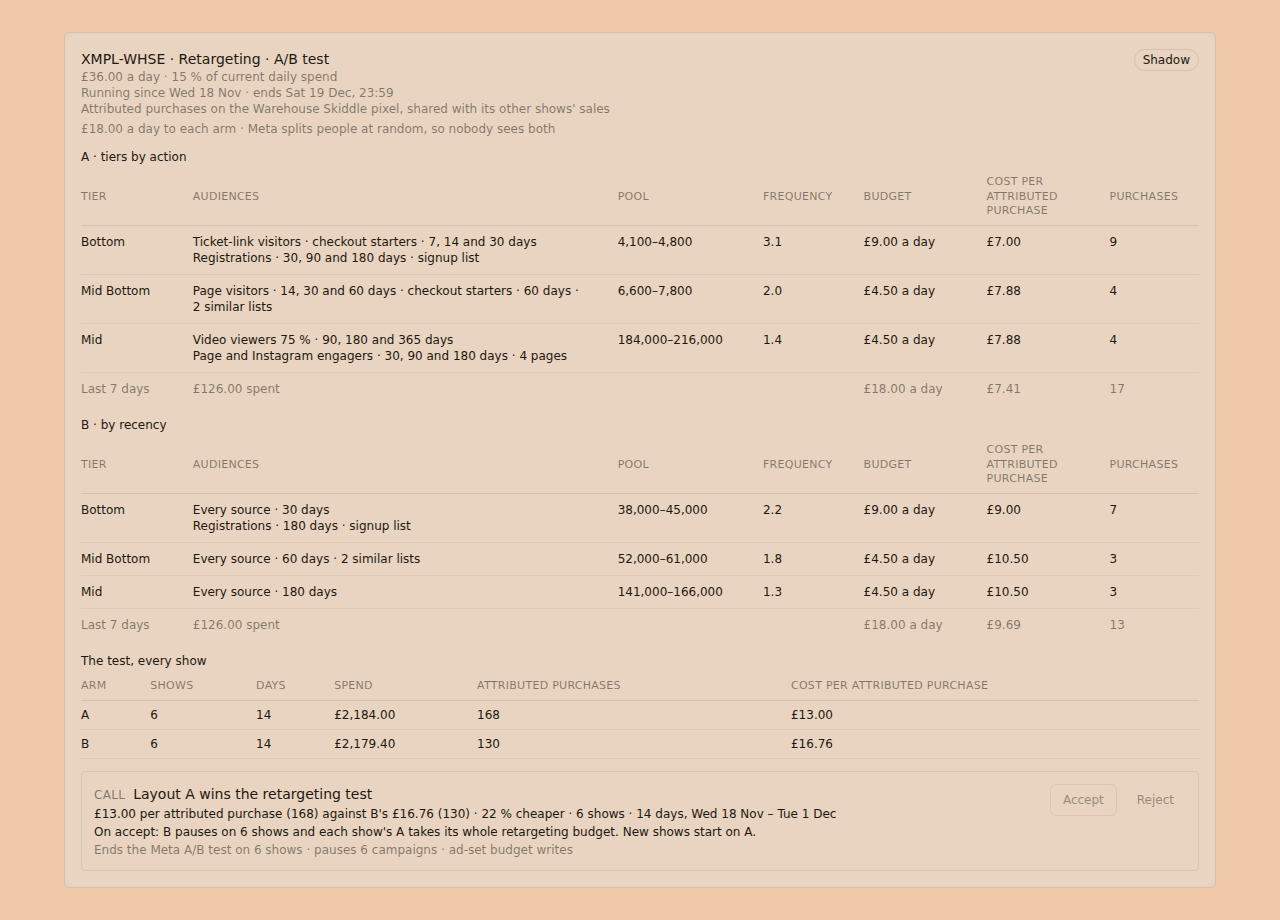 XMPL-WHSE · Retargeting · A/B test
Shadow
£36.00 a day · 15 % of current daily spend
Running since Wed 18 Nov · ends Sat 19 Dec, 23:59
Attributed purchases on the Warehouse Skiddle pixel, shared with its other shows' sales
£18.00 a day to each arm · Meta splits people at random, so nobody sees both
A · tiers by action
TIER AUDIENCES POOL FREQUENCY BUDGET COST PER ATTRIBUTED PURCHASE PURCHASES
Bottom Ticket-link visitors · checkout starters · 7, 14 and 30 days 4,100–4,800 3.1 £9.00 a day £7.00 9
Registrations · 30, 90 and 180 days · signup list
Mid Bottom Page visitors · 14, 30 and 60 days · checkout starters · 60 days · 6,600–7,800 2.0 £4.50 a day £7.88 4
2 similar lists
Mid Video viewers 75 % · 90, 180 and 365 days 184,000–216,000 1.4 £4.50 a day £7.88 4
Page and Instagram engagers · 30, 90 and 180 days · 4 pages
Last 7 days £126.00 spent £18.00 a day £7.41 17
B · by recency
TIER AUDIENCES POOL FREQUENCY BUDGET COST PER ATTRIBUTED PURCHASE PURCHASES
Bottom Every source · 30 days 38,000–45,000 2.2 £9.00 a day £9.00 7
Registrations · 180 days · signup list
Mid Bottom Every source · 60 days · 2 similar lists 52,000–61,000 1.8 £4.50 a day £10.50 3
Mid Every source · 180 days 141,000–166,000 1.3 £4.50 a day £10.50 3
Last 7 days £126.00 spent £18.00 a day £9.69 13
The test, every show
ARM SHOWS DAYS SPEND ATTRIBUTED PURCHASES COST PER ATTRIBUTED PURCHASE
A 6 14 £2,184.00 168 £13.00
B 6 14 £2,179.40 130 £16.76
CALL Layout A wins the retargeting test
Accept Reject
£13.00 per attributed purchase (168) against B's £16.76 (130) · 22 % cheaper · 6 shows · 14 days, Wed 18 Nov – Tue 1 Dec
On accept: B pauses on 6 shows and each show's A takes its whole retargeting budget. New shows start on A.
Ends the Meta A/B test on 6 shows · pauses 6 campaigns · ad-set budget writes